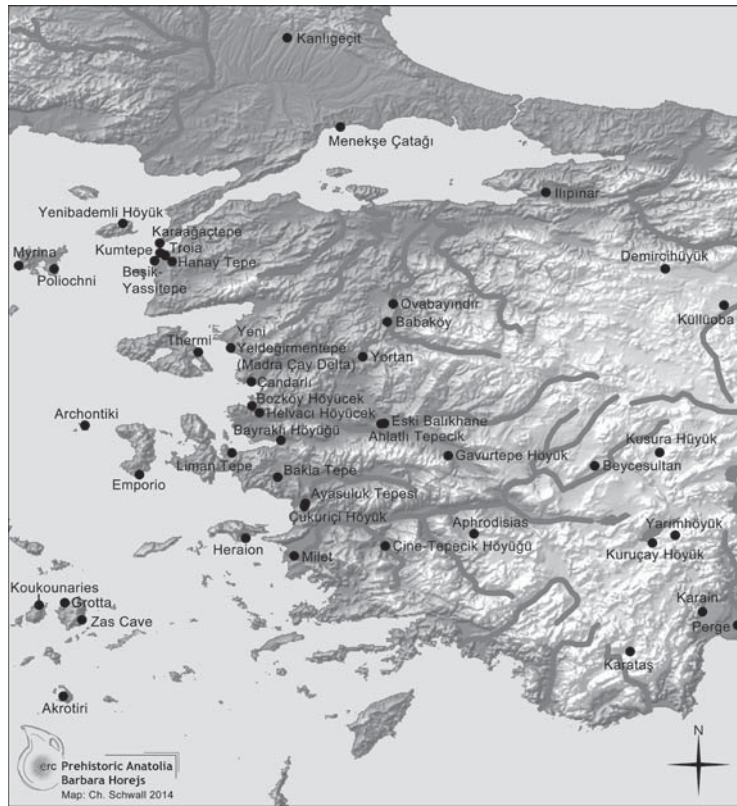 Kanlıgeçit
Menekşe Çatağı
Ilıpınar
Yenibademli Höyük
Karaağaçtepe
Kumtepe
Troia
Hanay Tepe
Myrina
Poliochni
Beşik-
Yassıtepe
Demircihüyük
Küllüoba
Ovabayındır
Babaköy
Thermi
Yeni
Yeldeğirmentepe
(Madra Çay Delta)
Yortan
Çandarlı
Bozköy Höyücek
Helvacı Höyücek
Archontiki
Eski Balıkhane
Ahlatlı Tepecik
Bayraklı Höyüğü
Kusura Hüyük
Liman Tepe
Gavurtepe Höyük
Beycesultan
Emporio
Bakla Tepe
Ayasuluk Tepesi
Çukuriçi Höyük
Heraion
Milet
Aphrodisias
Çine-Tepecik Höyüğü
Yarımhöyük
Kuruçay Höyük
Koukounaries
Grotta
Zas Cave
Karain
Perge
Karataş
Akrotiri
N
erc Prehistoric Anatolia
Barbara Horejs
Map: Ch. Schwall 2014